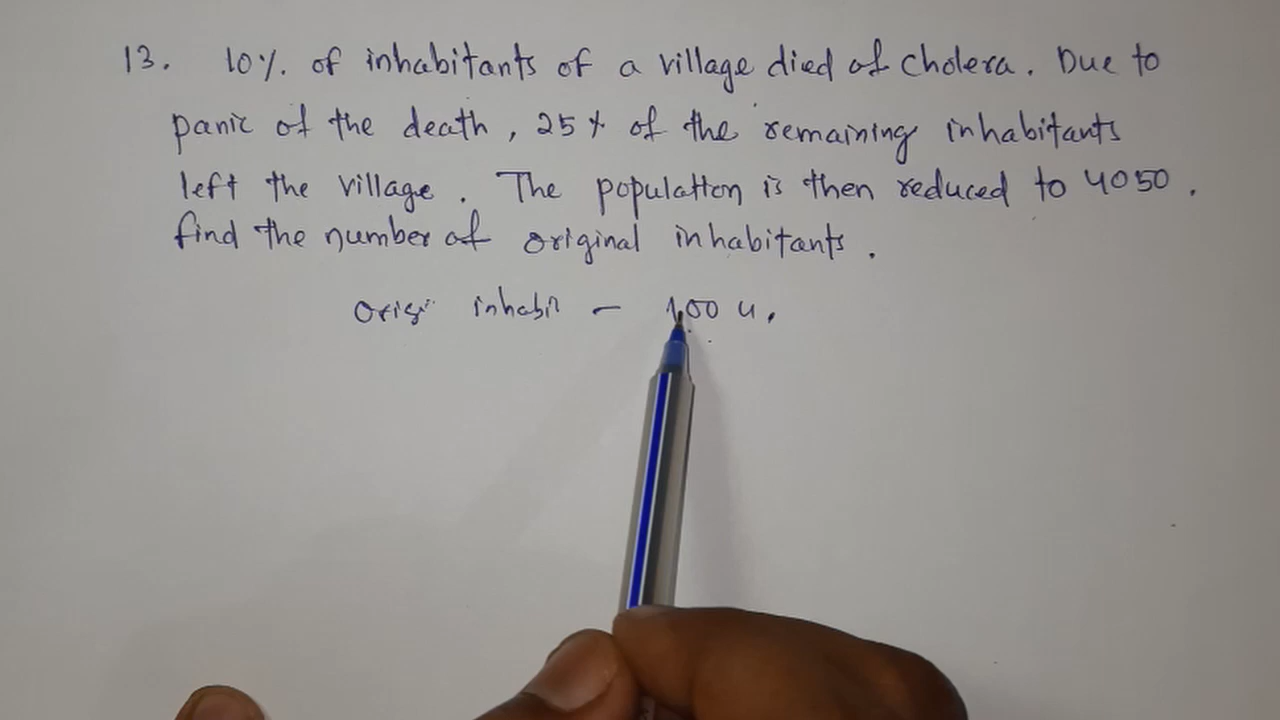 13. 10%. of inhabitants of a village died of cholera. Due to
panic of the death, 25% of the remaining inhabitants
left the village. The population is then reduced to 4050.
find the number of original inhabitants.
Origi inhabi - 100 u.